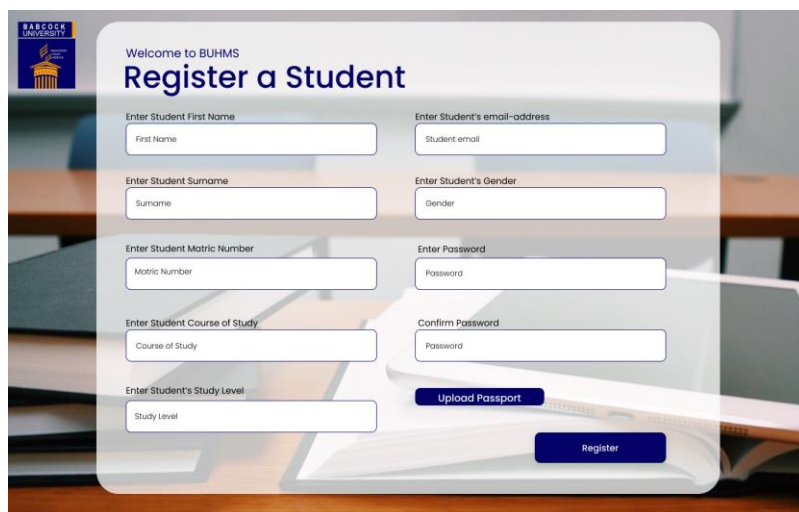 BABCOCK
UNIVERSITY
Welcome to BUHMS
Register a Student
Enter Student First Name
First Name
Enter Student Surname
Surname
Enter Student Matric Number
Matric Number
Enter Student Course of Study
Course of Study
Enter Student's Study Level
Study Level
Enter Student's email-address
Student email
Enter Student's Gender
Gender
Enter Password
Password
Confirm Password
Password
Upload Passport
Register